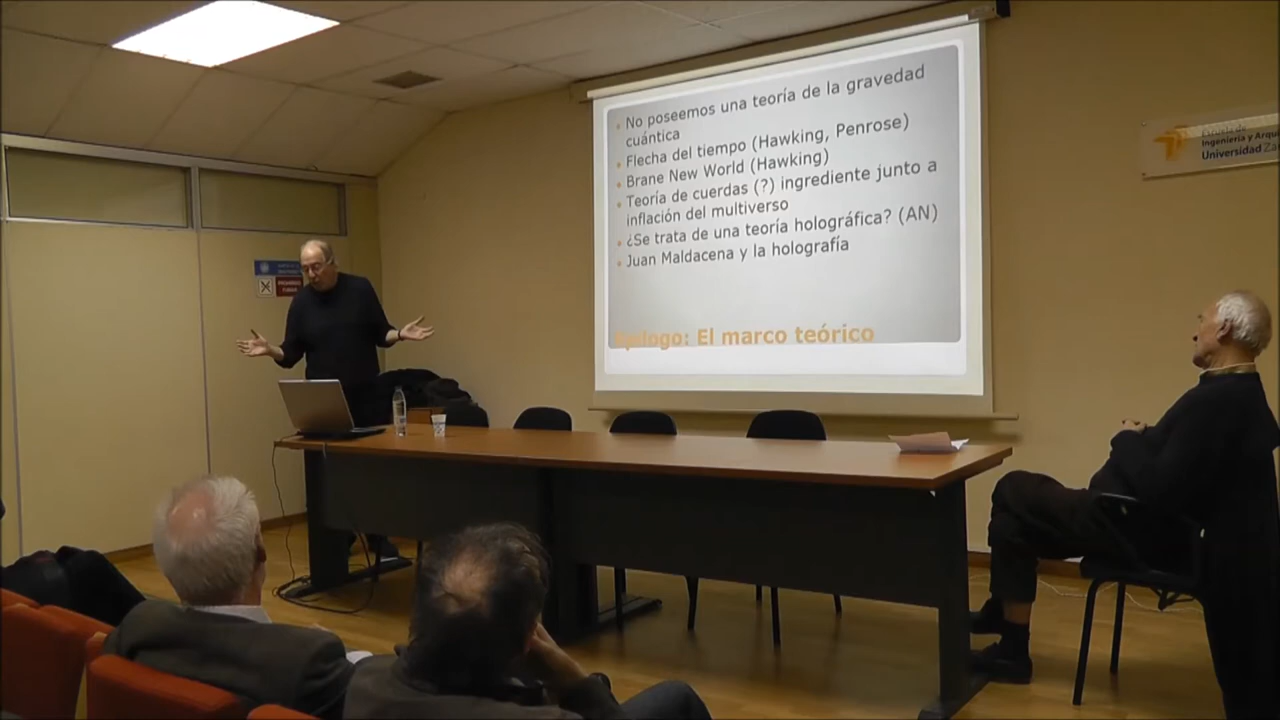 No poseemos una teoría de la gravedad
cuántica
Flecha del tiempo (Hawking, Penrose)
Brane New World (Hawking)
Teoría de cuerdas (?) ingrediente junto a
inflación del multiverso
¿Se trata de una teoría holográfica? (AN)
Juan Maldacena y la holografía
Epílogo: El marco teórico
Escuela de
Ingeniería y Arqu
Universidad Za